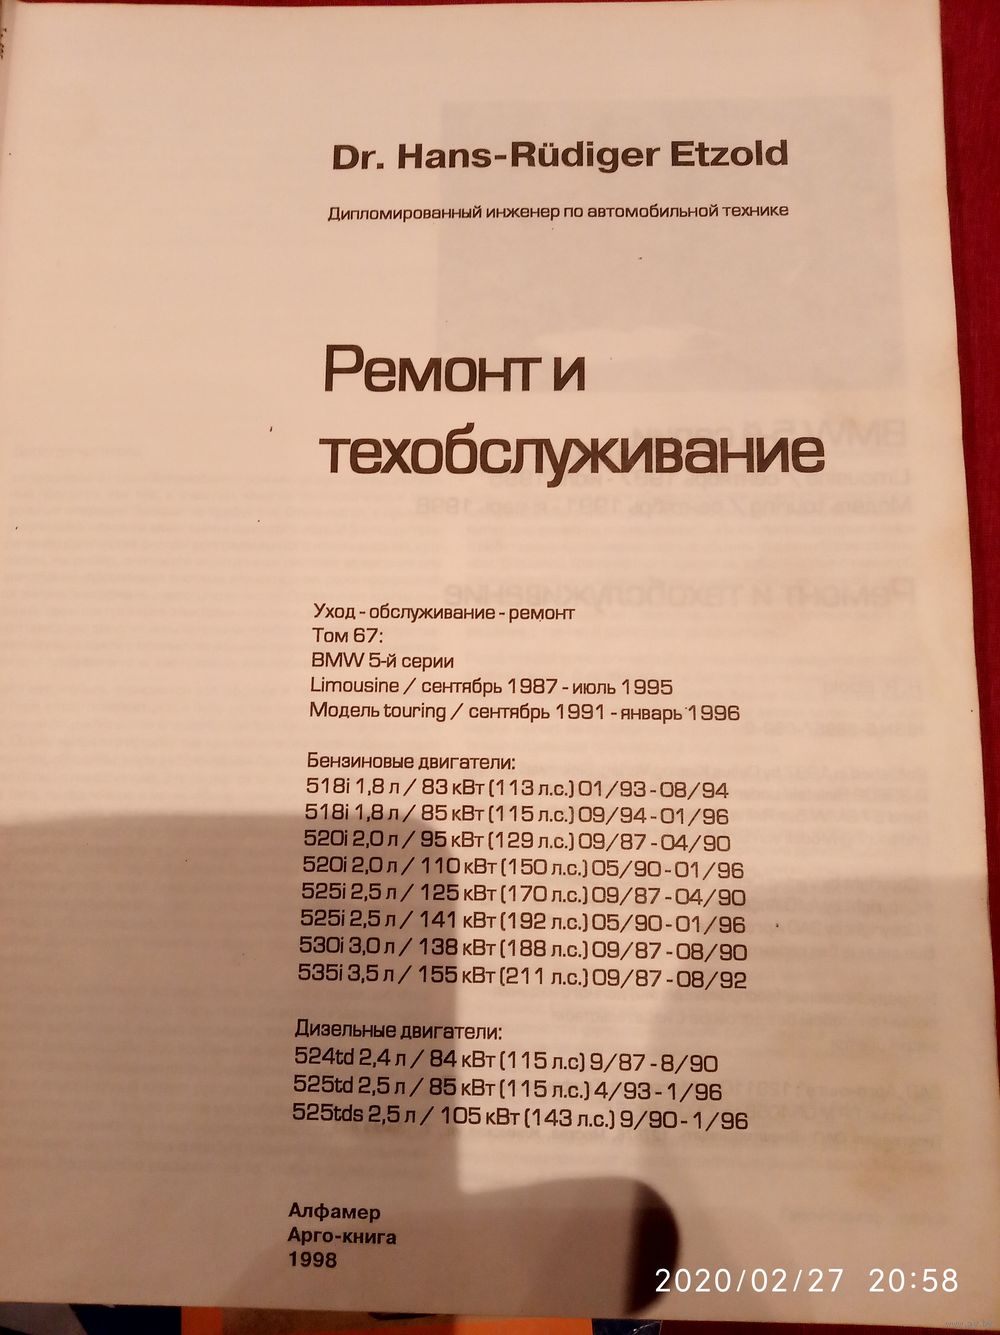 Dr. Hans-Rüdiger Etzold
Дипломированный инженер по автомобильной технике
Ремонт и
техобслуживание
Уход - обслуживание - ремонт
Том 67:
BMW 5-й серии
Limousine / сентябрь 1987 - июль 1995
Модель touring / сентябрь 1991 - январь 1996
Бензиновые двигатели:
518i 1,8 л / 83 кВт (113 л.с.) 01/93 - 08/94
518i 1,8 л / 85 кВт (115 л.с.) 09/94 - 01/96
520i 2,0 л / 95 кВт (129 л.с.) 09/87 - 04/90
520i 2,0 л / 110 кВт (150 л.с.) 05/90 - 01/96
525i 2,5 л / 125 кВт (170 л.с.) 09/87 - 04/90
525i 2,5 л / 141 кВт (192 л.с.) 05/90 - 01/96
530i 3,0 л / 138 кВт (188 л.с.) 09/87 - 08/90
535i 3,5 л / 155 кВт (211 л.с.) 09/87 - 08/92
Дизельные двигатели:
524td 2,4 л / 84 кВт (115 л.с) 9/87 - 8/90
525td 2,5 л / 85 кВт (115 л.с.) 4/93 - 1/96
525tds 2,5 л / 105 кВт (143 л.с.) 9/90 - 1/96
Алфамер
Арго-книга
1998
2020/02/27 20:58